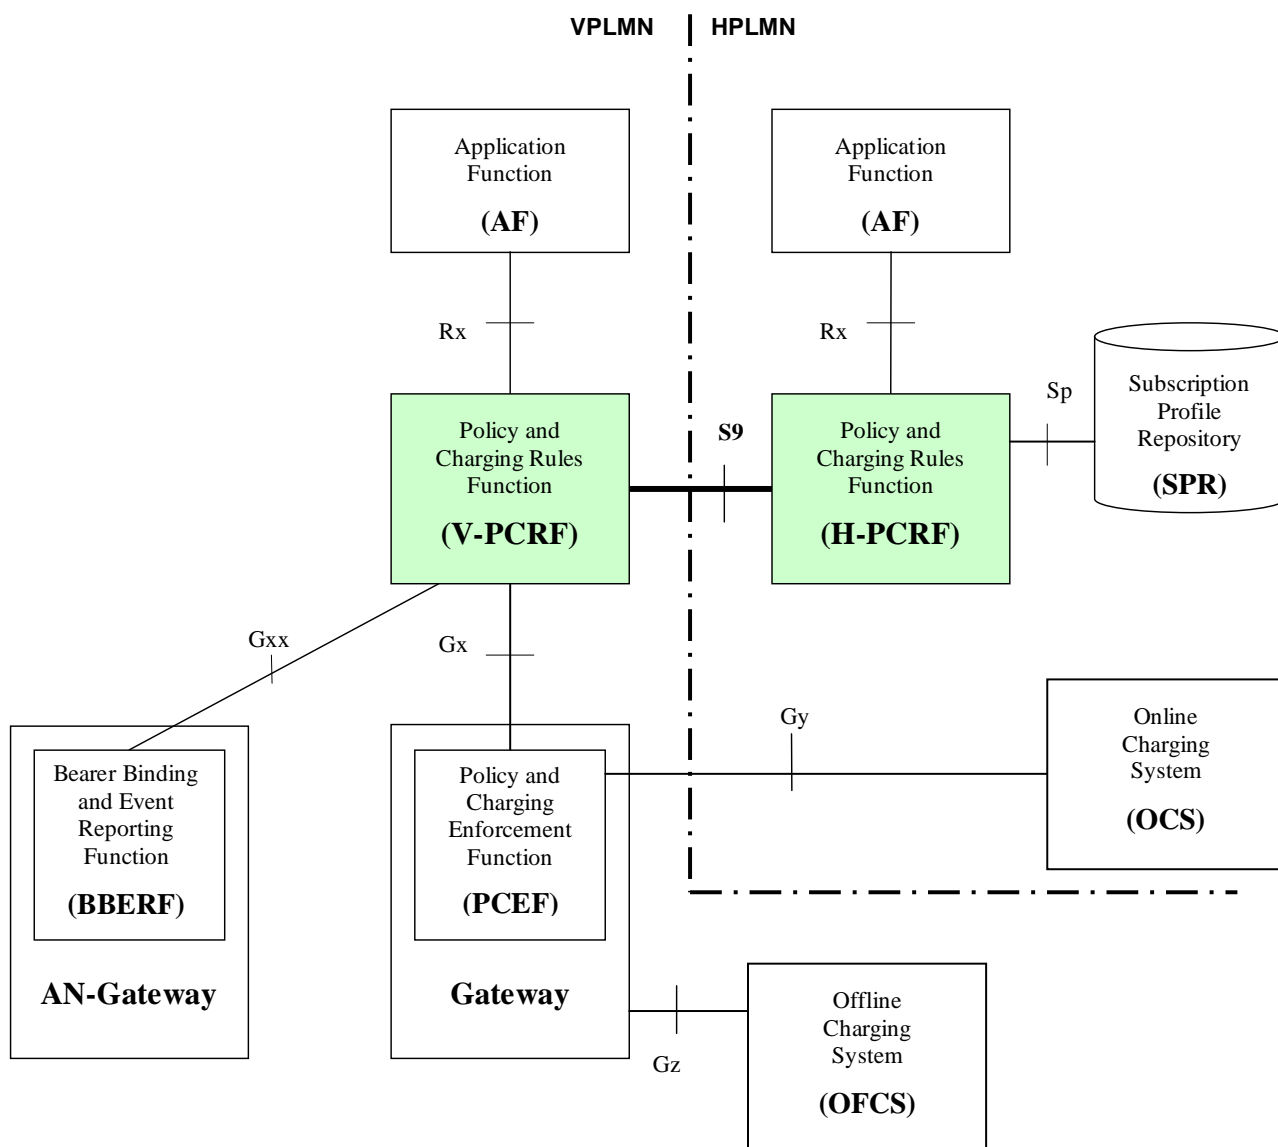 VPLMN
HPLMN
Application
Function
(AF)
Application
Function
(AF)
Rx
Rx
Sp
Subscription
Profile
Repository
(SPR)
Policy and
Charging Rules
Function
(V-PCRF)
S9
Policy and
Charging Rules
Function
(H-PCRF)
Gxx
Gx
Gy
Online
Charging
System
(OCS)
Bearer Binding
and Event
Reporting
Function
(BBERF)
AN-Gateway
Policy and
Charging
Enforcement
Function
(PCEF)
Gateway
Gz
Offline
Charging
System
(OFCS)